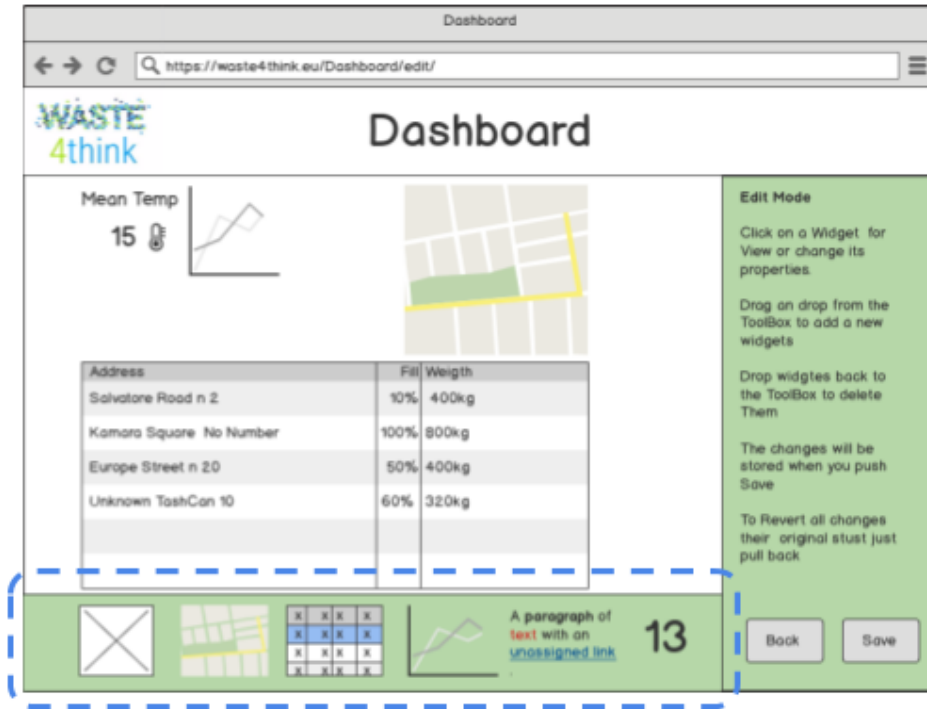 Dashboard
https://waste4think.eu/Dashboard/edit/
WASTE
4think
Dashboard
Mean Temp
15
Address Fill Weigth
Salvatore Road n 2 10% 400kg
Kamara Square No Number 100% 800kg
Europe Street n 20 50% 400kg
Unknown TashCan 10 60% 320kg
Edit Mode
Click on a Widget for
View or change its
properties.
Drag an drop from the
ToolBox to add a new
widgets
Drop widgtes back to
the ToolBox to delete
Them
The changes will be
stored when you push
Save
To Revert all changes
their original stust just
pull back
X X X X
X X X X
X X X X
X X X X
A paragraph of
text with an
unassigned link
.
13
Back Save